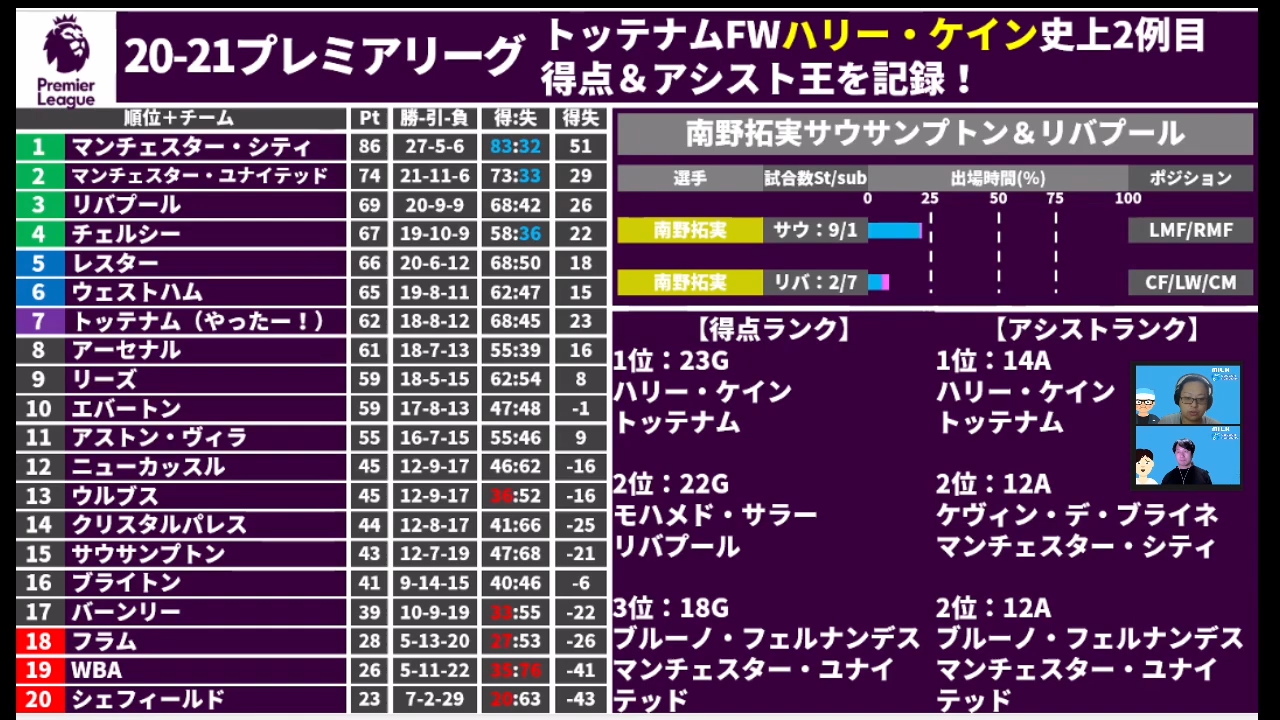 Premier
League
20-21プレミアリーグ
トッテナムFWハリー・ケイン史上2例目
得点＆アシスト王を記録！
順位＋チーム Pt 勝-引-負 得:失 得失
1 マンチェスター・シティ 86 27-5-6 83:32 51
2 マンチェスター・ユナイテッド 74 21-11-6 73:33 29
3 リバプール 69 20-9-9 68:42 26
4 チェルシー 67 19-10-9 58:36 22
5 レスター 66 20-6-12 68:50 18
6 ウェストハム 65 19-8-11 62:47 15
7 トッテナム（やったー！） 62 18-8-12 68:45 23
8 アーセナル 61 18-7-13 55:39 16
9 リーズ 59 18-5-15 62:54 8
10 エバートン 59 17-8-13 47:48 -1
11 アストン・ヴィラ 55 16-7-15 55:46 9
12 ニューカッスル 45 12-9-17 46:62 -16
13 ウルブス 45 12-9-17 36:52 -16
14 クリスタルパレス 44 12-8-17 41:66 -25
15 サウサンプトン 43 12-7-19 47:68 -21
16 ブライトン 41 9-14-15 40:46 -6
17 バーンリー 39 10-9-19 33:55 -22
18 フラム 28 5-13-20 27:53 -26
19 WBA 26 5-11-22 35:76 -41
20 シェフィールド 23 7-2-29 20:63 -43
南野拓実サウサンプトン＆リバプール
選手 試合数St/sub 出場時間(%) ポジション
0 25 50 75 100
南野拓実 サウ：9/1 LMF/RMF
南野拓実 リバ：2/7 CF/LW/CM
【得点ランク】
1位：23G
ハリー・ケイン
トッテナム
2位：22G
モハメド・サラー
リバプール
3位：18G
ブルーノ・フェルナンデス
マンチェスター・ユナイ
テッド
【アシストランク】
1位：14A
ハリー・ケイン
トッテナム
2位：12A
ケヴィン・デ・ブライネ
マンチェスター・シティ
2位：12A
ブルーノ・フェルナンデス
マンチェスター・ユナイ
テッド